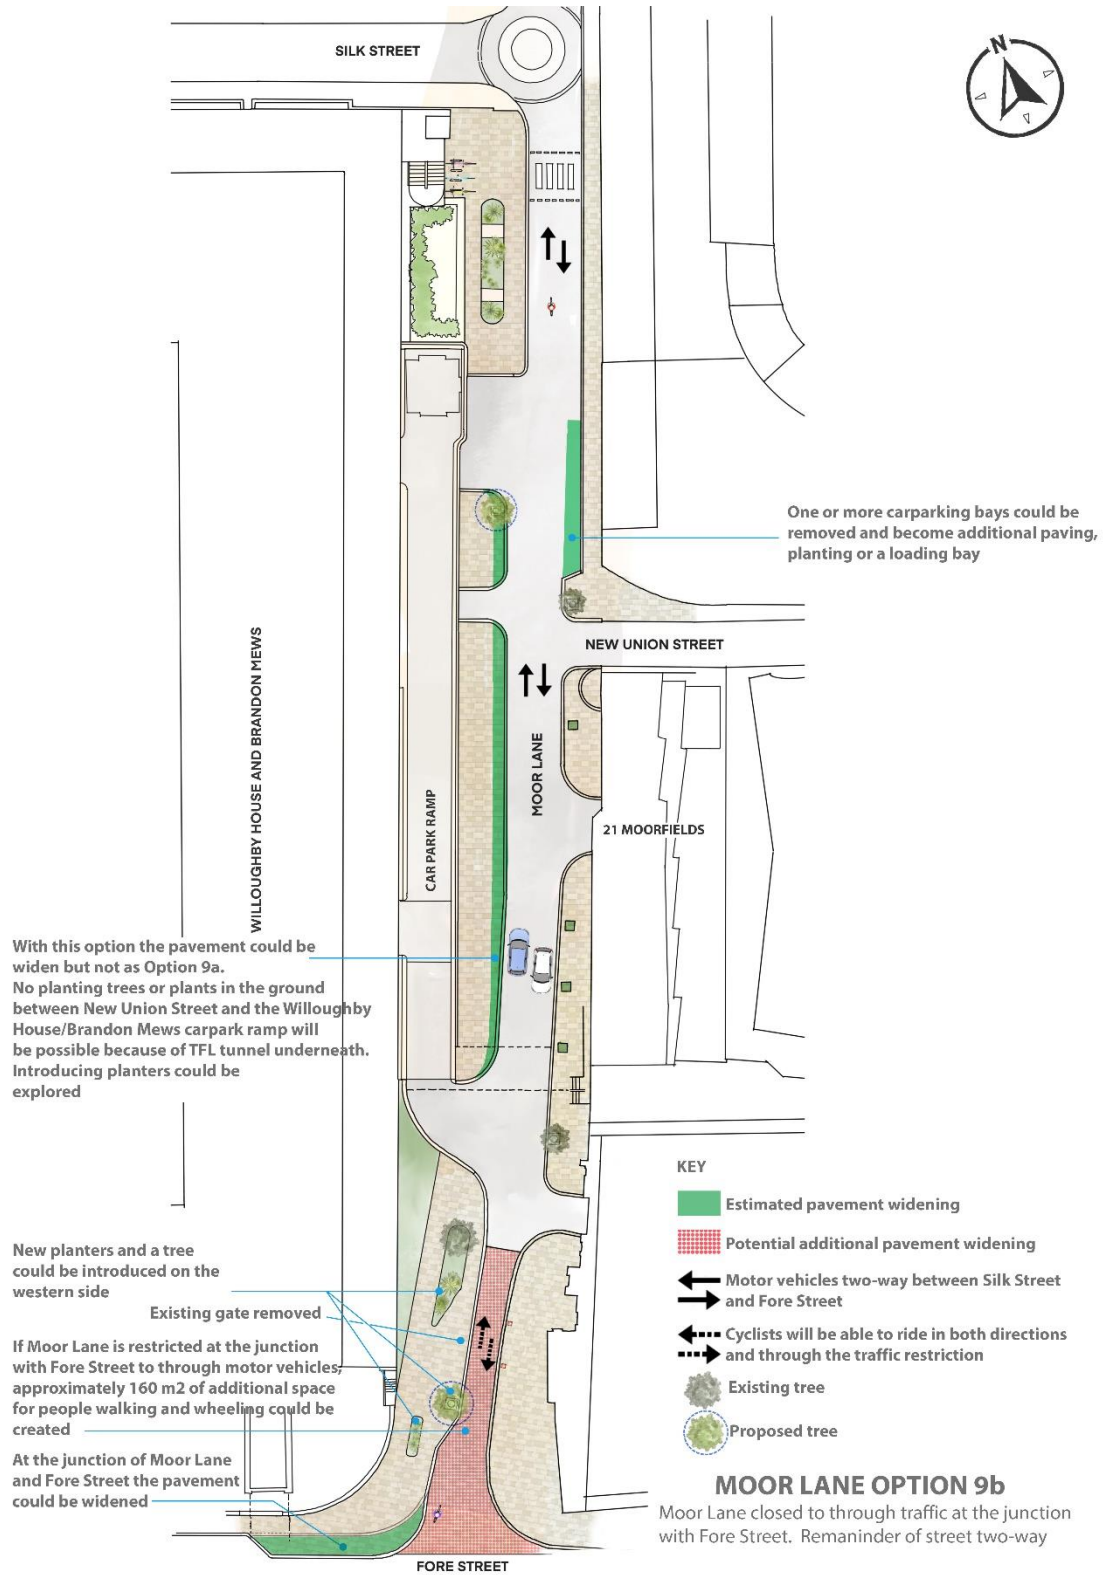 SILK STREET
N
One or more carparking bays could be
removed and become additional paving,
planting or a loading bay
NEW UNION STREET
WILLOUGHBY HOUSE AND BRANDON MEWS
MOOR LANE
CAR PARK RAMP
21 MOORFIELDS
With this option the pavement could be
widen but not as Option 9a.
No planting trees or plants in the ground
between New Union Street and the Willoughby
House/Brandon Mews carpark ramp will
be possible because of TFL tunnel underneath.
Introducing planters could be
explored
New planters and a tree
could be introduced on the
western side
Existing gate removed
If Moor Lane is restricted at the junction
with Fore Street to through motor vehicles,
approximately 160 m2 of additional space
for people walking and wheeling could be
created
At the junction of Moor Lane
and Fore Street the pavement
could be widened
FORE STREET
KEY
Estimated pavement widening
Potential additional pavement widening
Motor vehicles two-way between Silk Street
and Fore Street
Cyclists will be able to ride in both directions
and through the traffic restriction
Existing tree
Proposed tree
MOOR LANE OPTION 9b
Moor Lane closed to through traffic at the junction
with Fore Street. Remaninder of street two-way